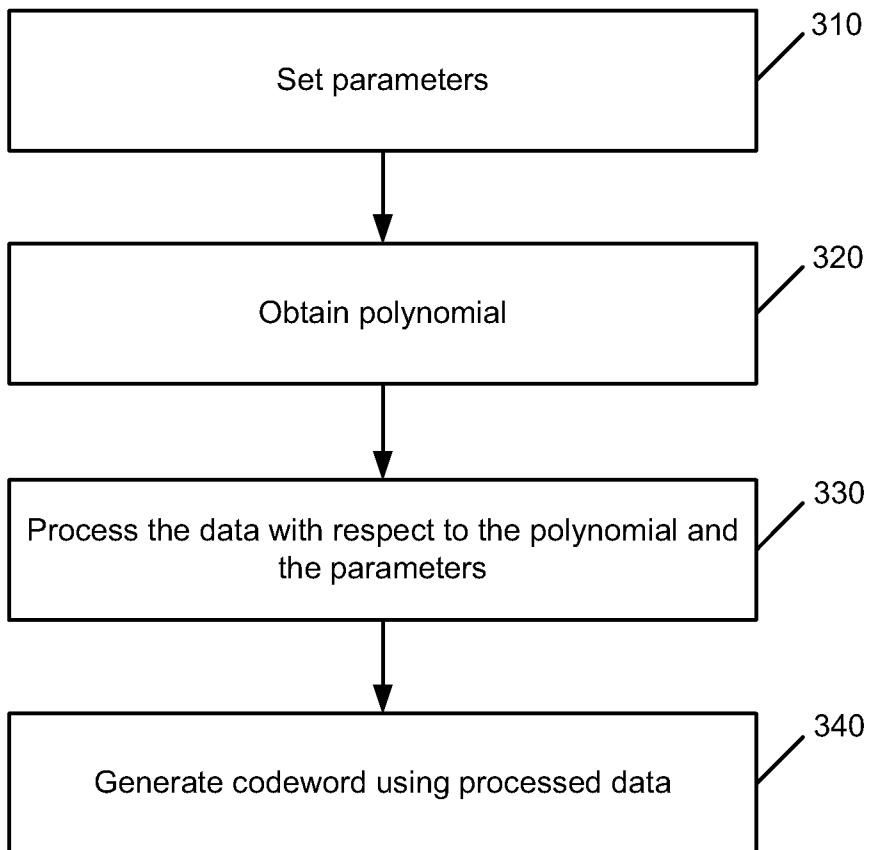 310
Set parameters
320
Obtain polynomial
330
Process the data with respect to the polynomial and
the parameters
340
Generate codeword using processed data